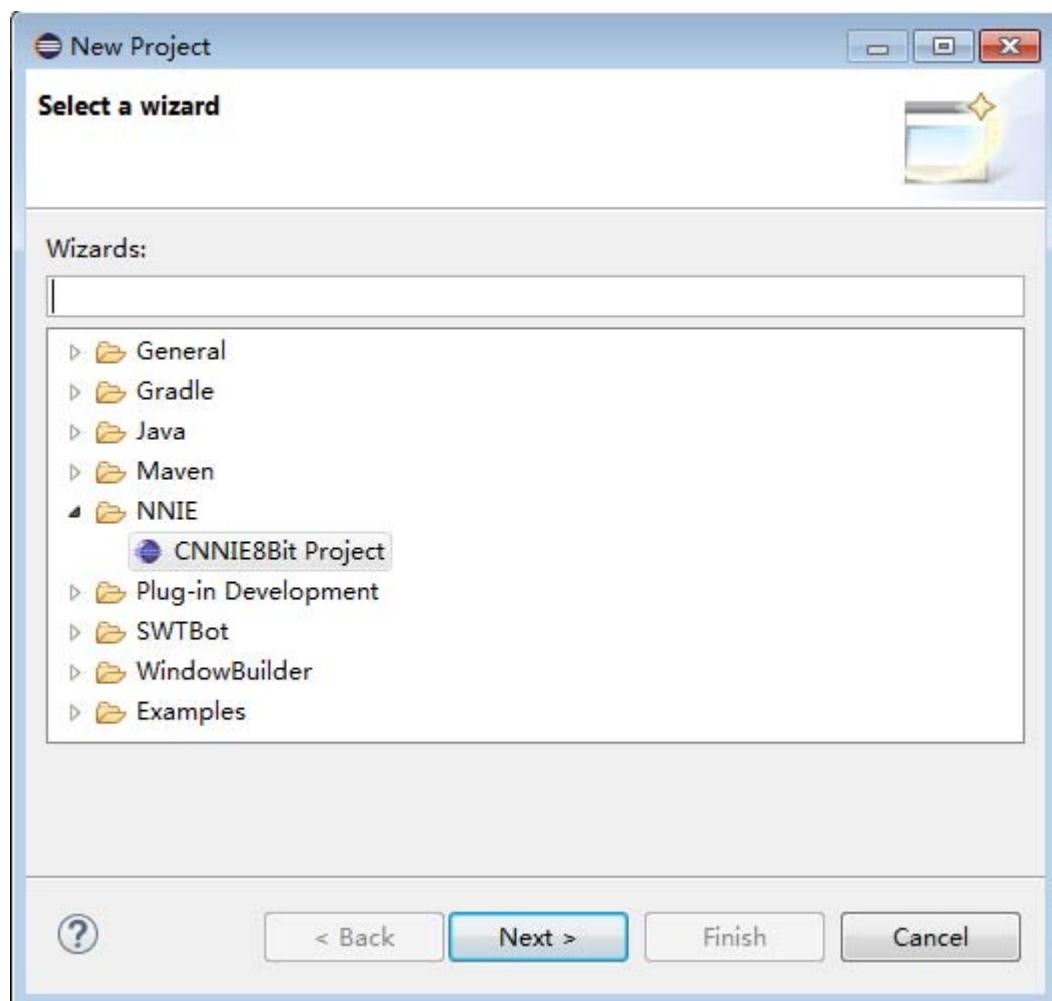 New Project
Select a wizard
Wizards:
General
Gradle
Java
Maven
NNIE
CNNIE8Bit Project
Plug-in Development
SWTBot
WindowBuilder
Examples
?
< Back
Next >
Finish
Cancel